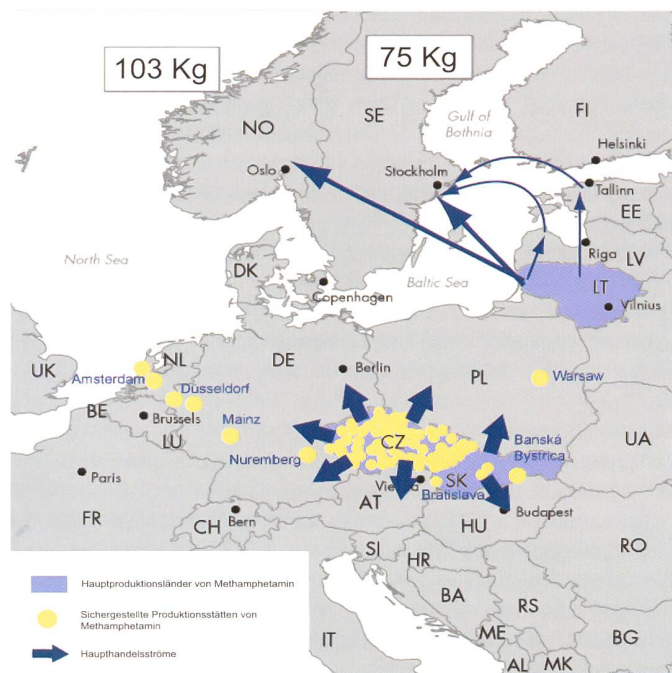 103 Kg
75 Kg
NO
SE
FI
Gulf of
Bothnia
Helsinki
Oslo
Stockholm
Tallinn
EE
North Sea
Riga
LV
DK
Baltic Sea
LT
Copenhagen
Vilnius
UK
NL
DE
Berlin
PL
Amsterdam
Düsseldorf
Warsaw
BE
Brussels
Mainz
CZ
LU
Banská
Bystrica
UA
Nuremberg
Paris
SK
Bratislava
AT
FR
Bern
CH
HU
Budapest
SI
HR
RO
BA
RS
IT
ME
BG
AL
MK
Hauptproduktionsländer von Methamphetamin
Sichergestellte Produktionsstätten von
Methamphetamin
Haupthandelsströme